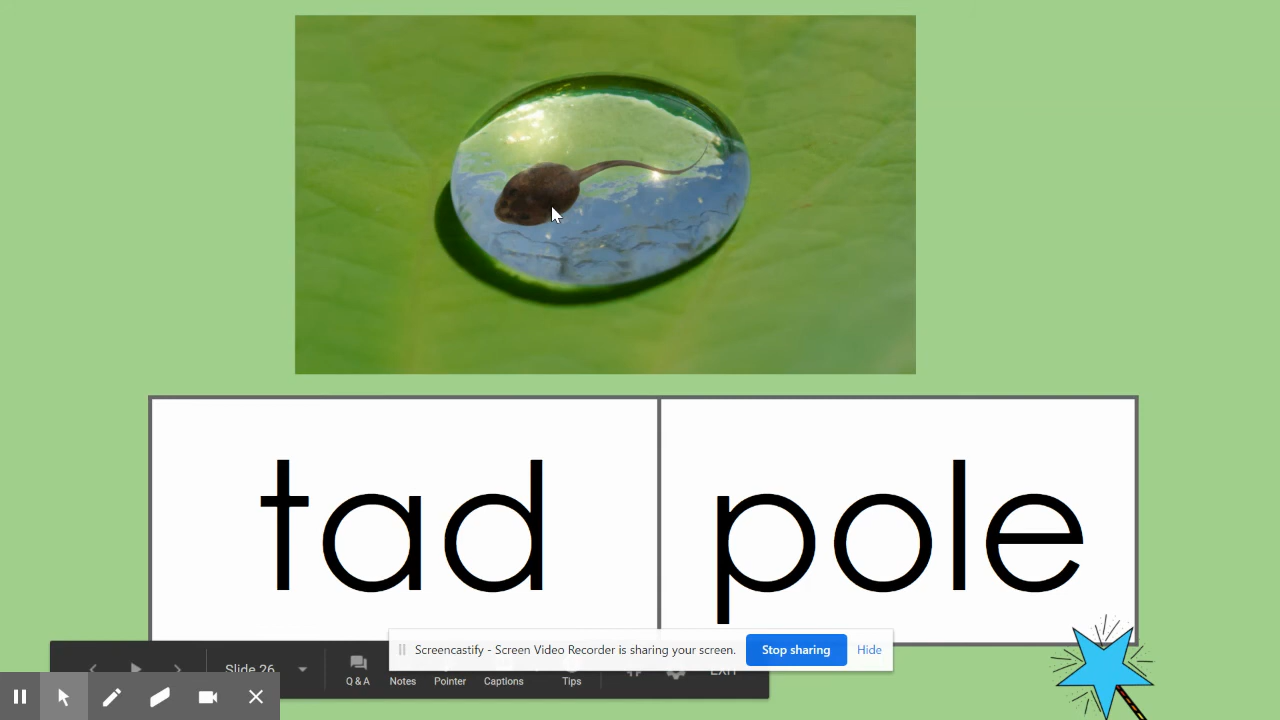 tad pole
Screencastify - Screen Video Recorder is sharing your screen. Stop sharing Hide
Slide 26
Q & A Notes Pointer Captions Tips EXIT